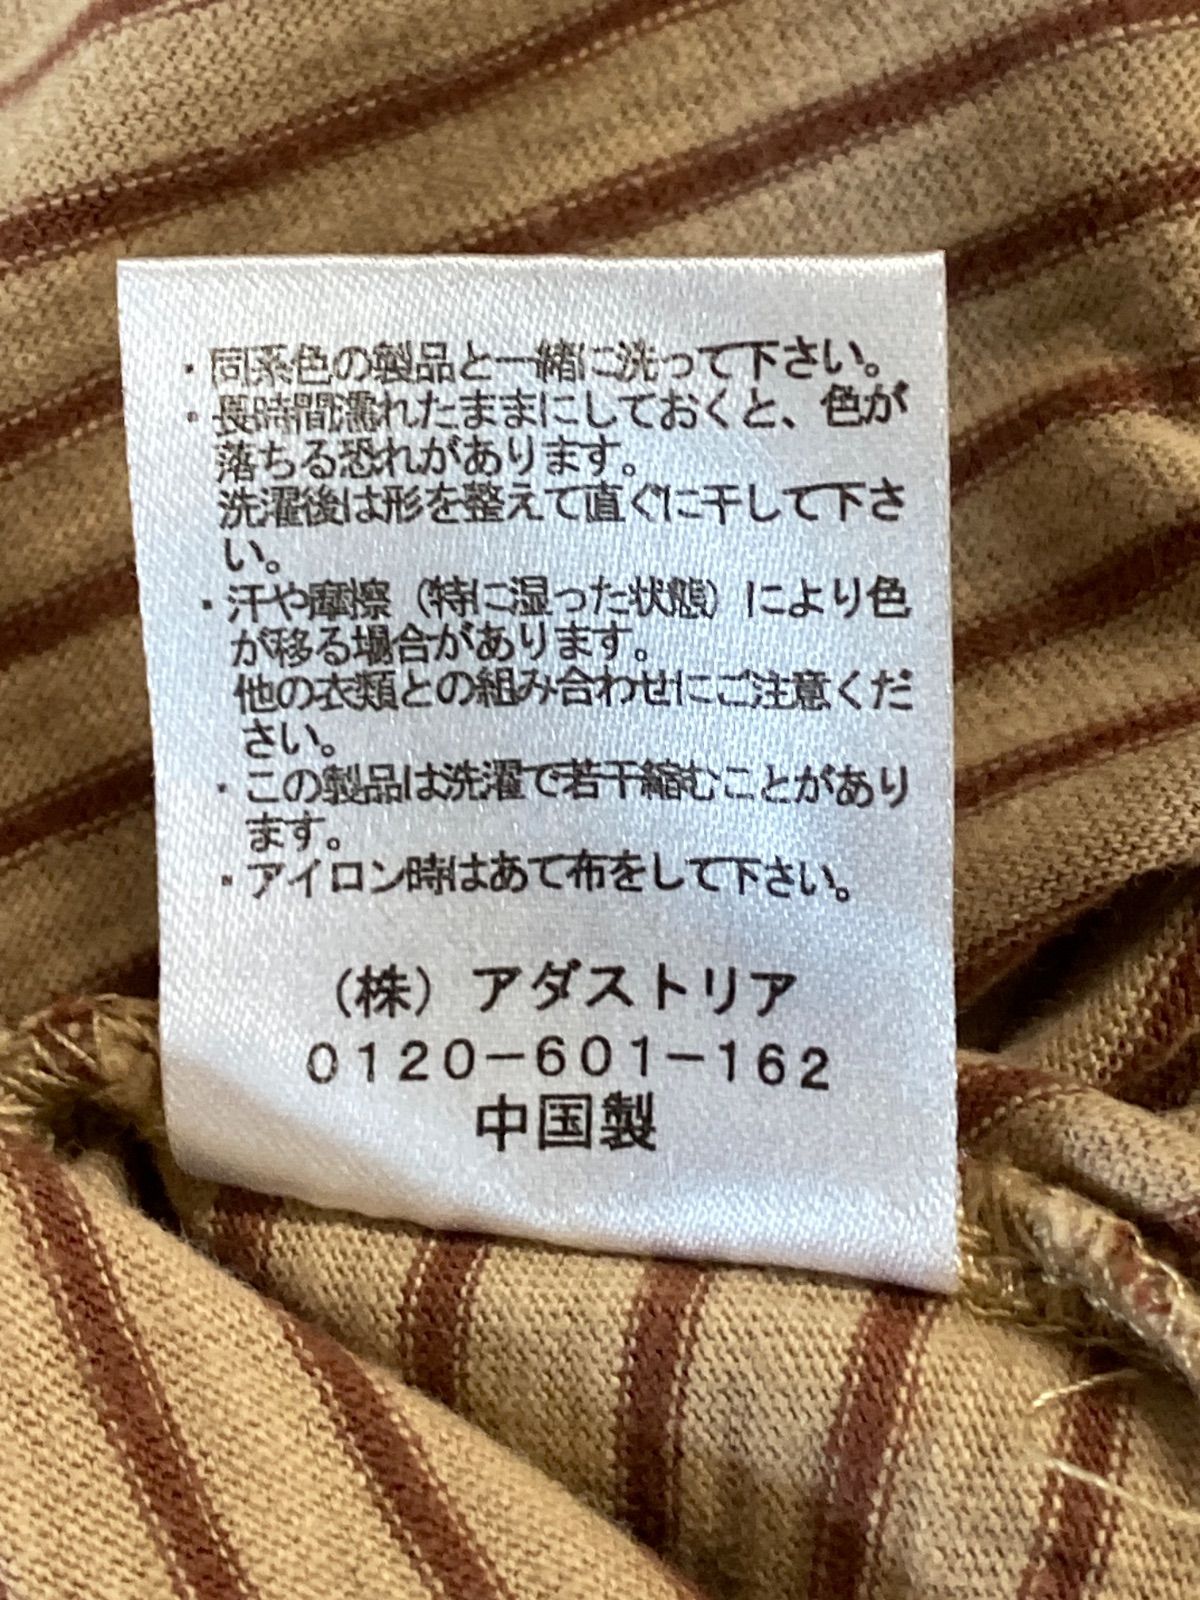 ・同系色の製品と一緒に洗って下さい。
・長時間濡れたままにしておくと、色が
落ちる恐れがあります。
洗濯後は形を整えて直ぐに干して下さ
い。
・汗や摩擦（特に湿った状態）により色
が移る場合があります。
他の衣類との組み合わせにご注意くだ
さい。
・この製品は洗濯で若干縮むことがあり
ます。
・アイロン時はあて布をして下さい。
（株）アダストリア
0120-601-162
中国製